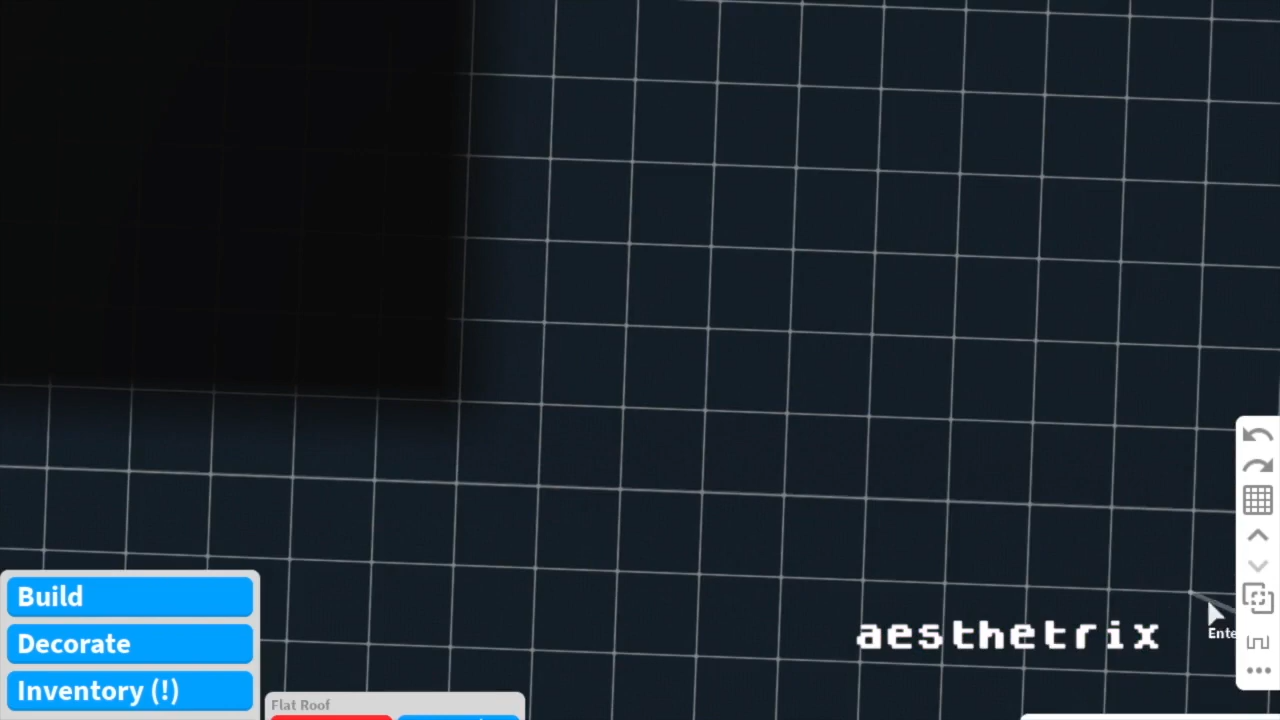 Build
Decorate
Inventory (!)
Flat Roof
aesthetrix